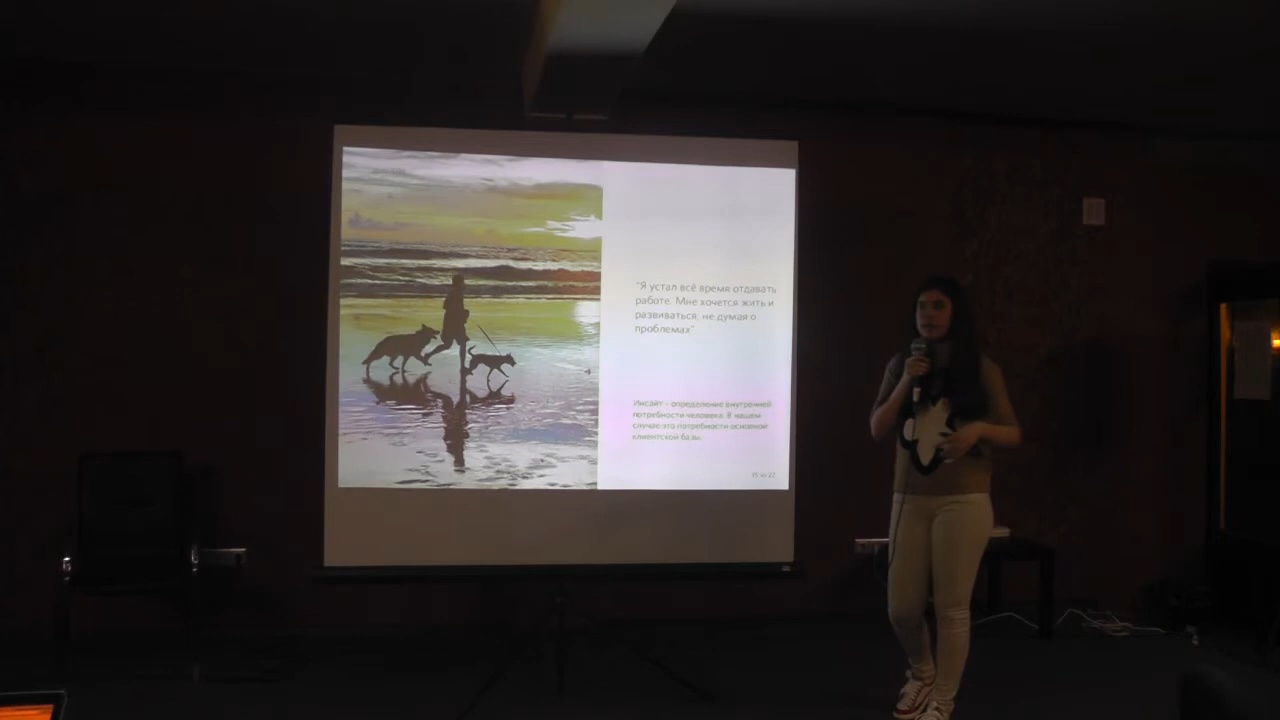 "Я устал всё время отдавать
работе. Мне хочется жить и
развиваться, не думая о
проблемах"
Инсайт - определение внутренней
потребности человека. В нашем
случае это потребности основной
клиентской базы.